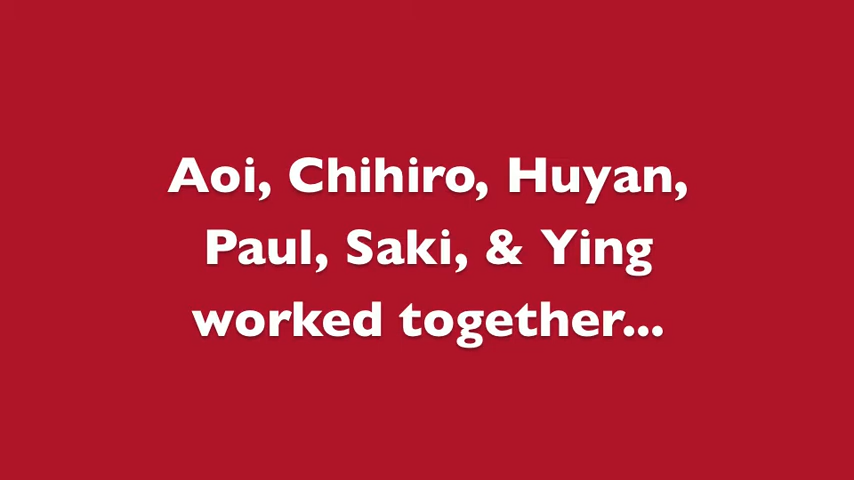 Aoi, Chihiro, Huyan,
Paul, Saki, & Ying
worked together...